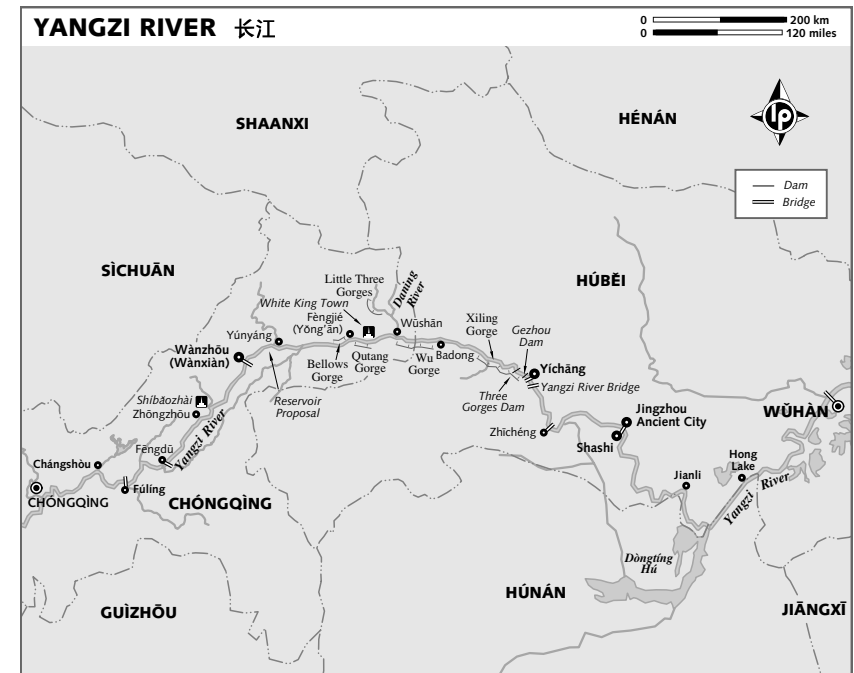 YANGZI RIVER 长江
0 200 km
0 120 miles
SHAANXI
HÉNÁN
lp
Dam
Bridge
SÌCHUĀN
HÚBĚI
Little Three
Gorges
Daning
River
White King Town
Fèngjié
(Yǒng’ān)
Wūshān
Xiling
Gorge
Gezhou
Dam
Yúnyáng
Wànzhōu
(Wànxiàn)
Bellows
Gorge
Qutang
Gorge
Wu
Gorge
Badong
Yíchāng
Yangzi River Bridge
Reservoir
Proposal
Three
Gorges Dam
Shíbǎozhài
Zhōngzhōu
Yangzi River
Jingzhou
Ancient City
WǓHÀN
Zhīchéng
Shashi
Fēngdū
Chángshòu
Hong
Lake
Jianli
CHÓNGQÌNG
Fúlíng
CHÓNGQÌNG
Yangzi River
Dòngtíng
Hú
HÚNÁN
GUÌZHŌU
JIĀNGXĪ